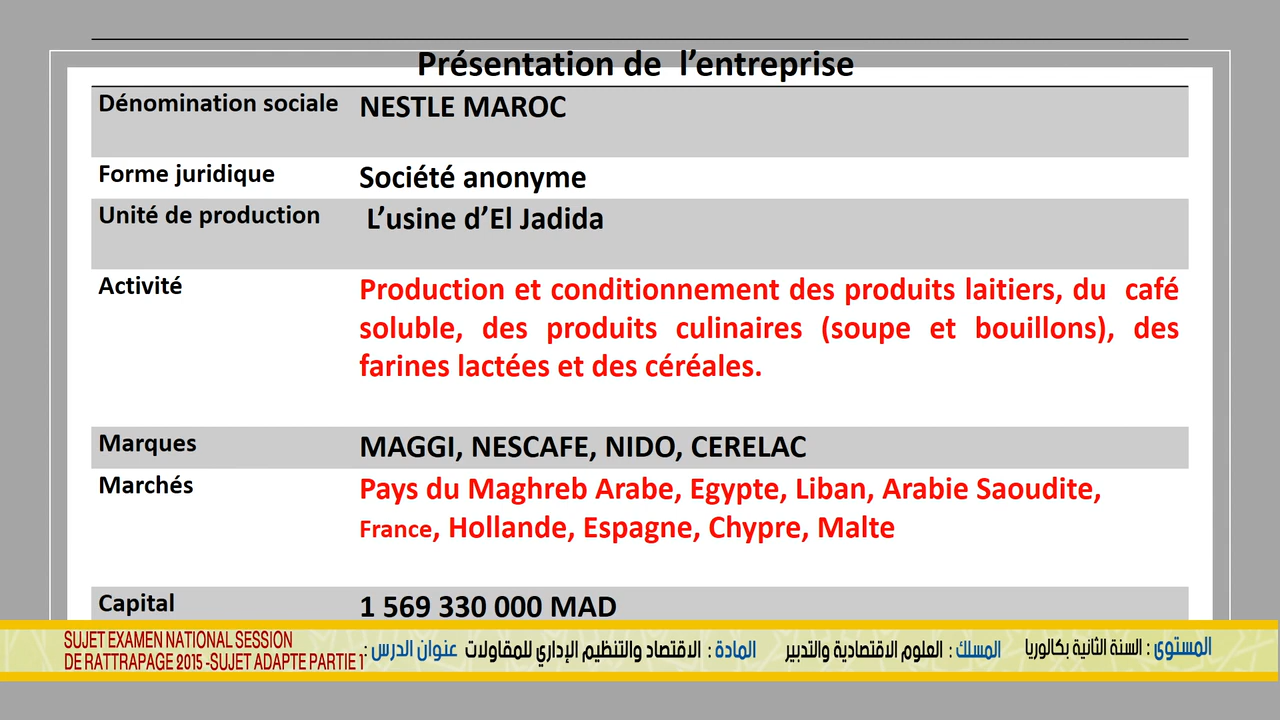 Présentation de l’entreprise
Dénomination sociale NESTLE MAROC
Forme juridique Société anonyme
Unité de production L’usine d’El Jadida
Activité Production et conditionnement des produits laitiers, du café
soluble, des produits culinaires (soupe et bouillons), des
farines lactées et des céréales.
Marques MAGGI, NESCAFE, NIDO, CERELAC
Marchés Pays du Maghreb Arabe, Egypte, Liban, Arabie Saoudite,
France, Hollande, Espagne, Chypre, Malte
Capital 1 569 330 000 MAD
المستوى : السنة الثانية بكالوريا المسلك : العلوم الاقتصادية والتدبير المادة : الاقتصاد والتنظيم الإداري للمقاولات عنوان الدرس :
SUJET EXAMEN NATIONAL SESSION
DE RATTRAPAGE 2015 -SUJET ADAPTE PARTIE 1